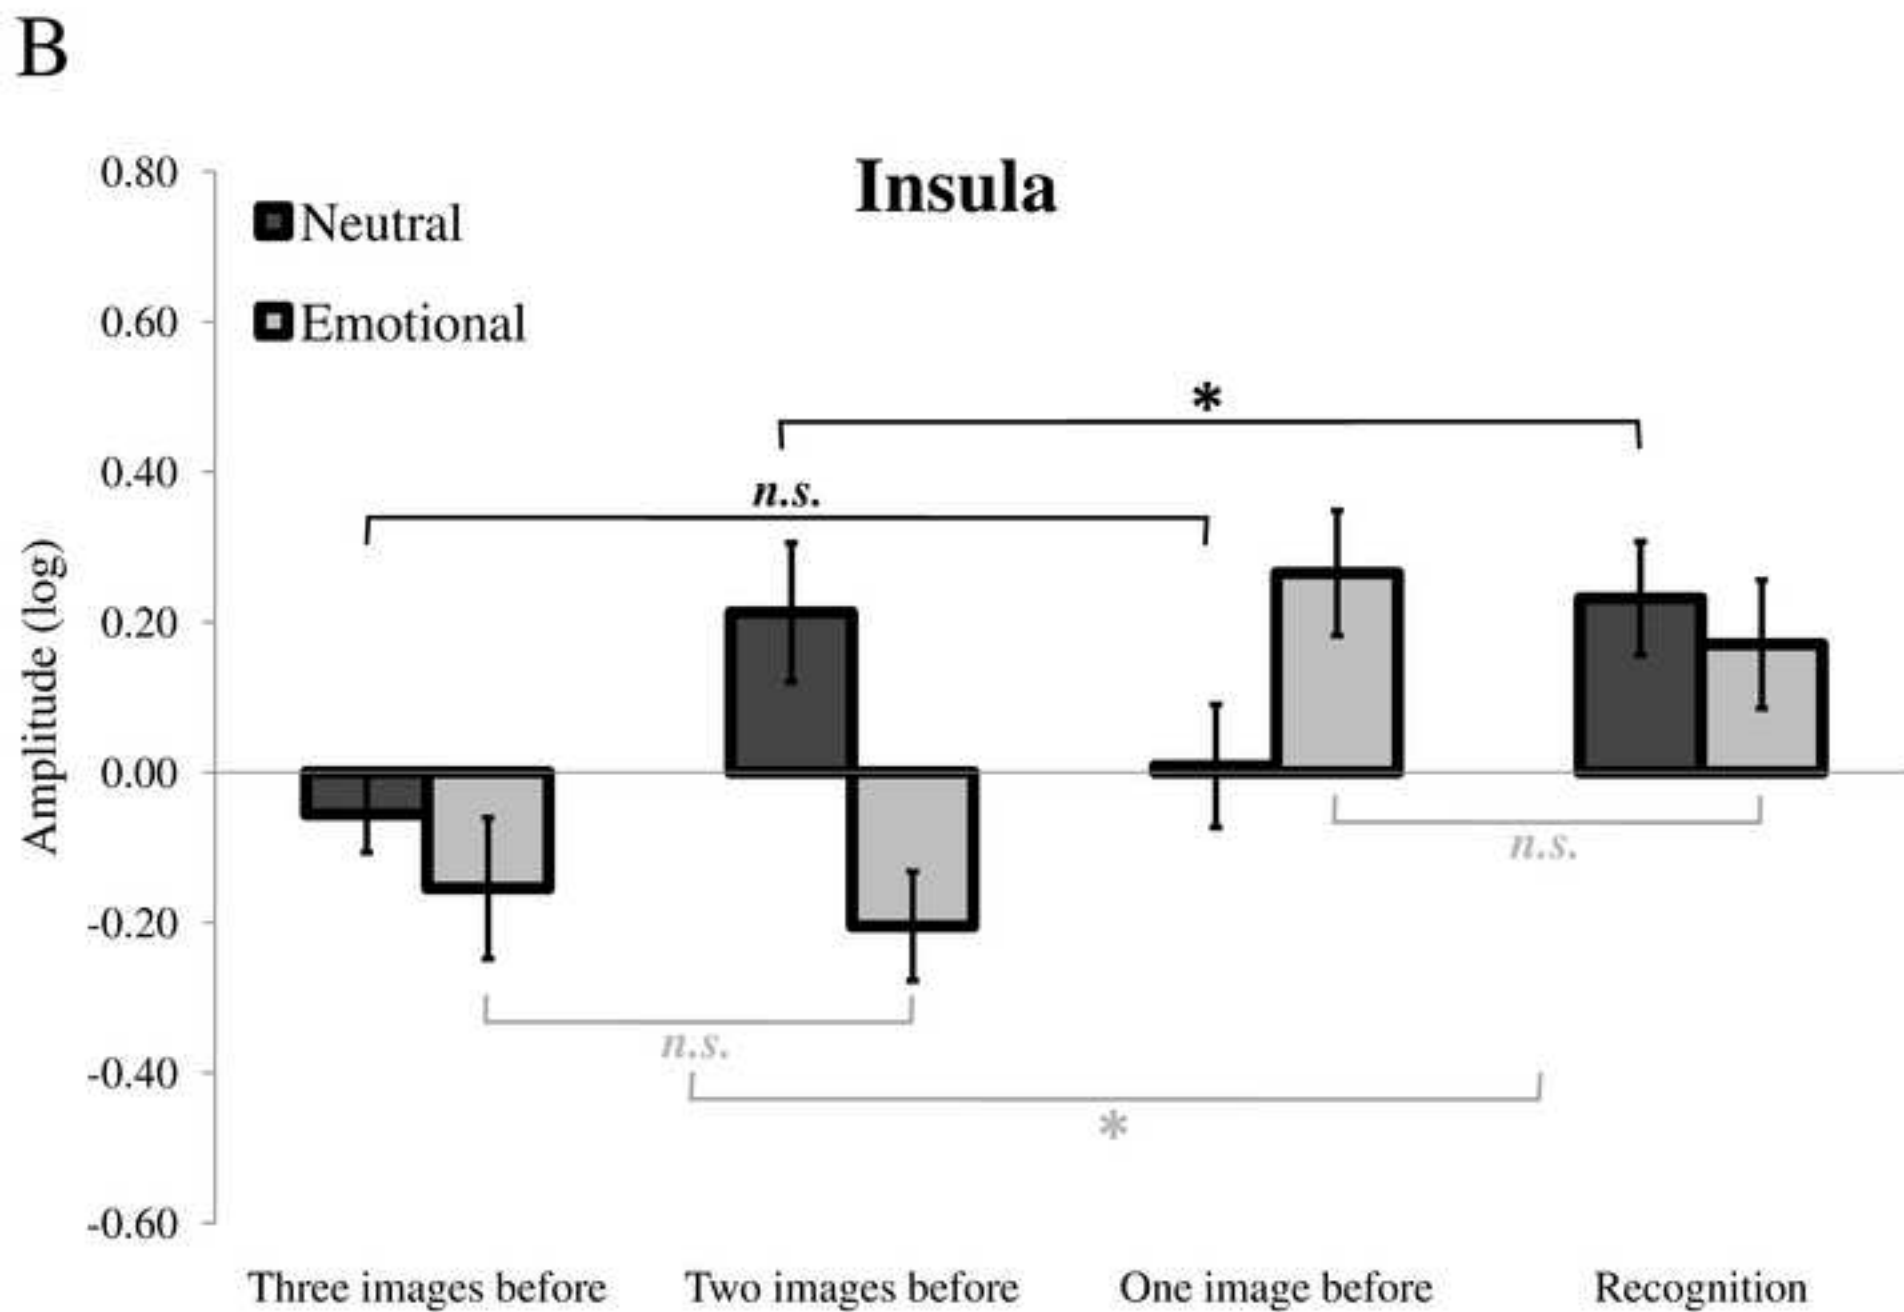 B
Insula
0.80
0.60
0.40
0.20
0.00
-0.20
-0.40
-0.60
Amplitude (log)
Neutral
Emotional
*
n.s.
n.s.
n.s.
*
Three images before
Two images before
One image before
Recognition